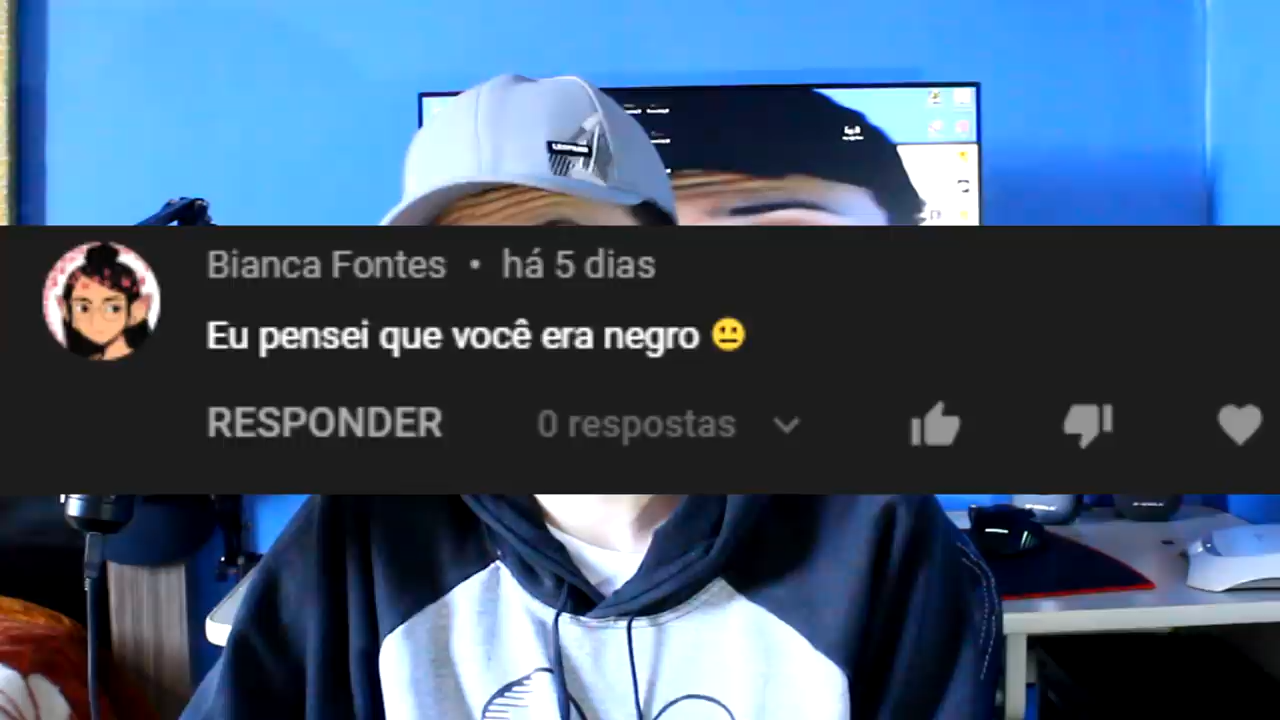 Bianca Fontes • há 5 dias
Eu pensei que você era negro 😐
RESPONDER 0 respostas